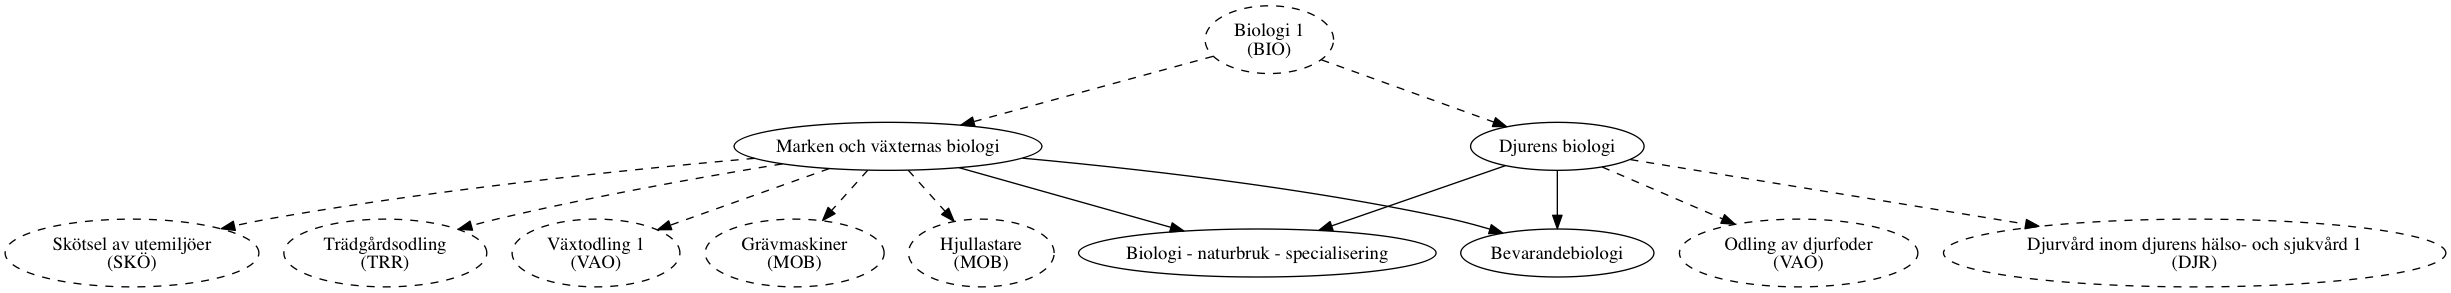 Biologi 1
(BIO)
Marken och växternas biologi
Djurens biologi
Skötsel av utemiljöer
(SKÖ)
Trädgårdsodling
(TRR)
Växtodling 1
(VAO)
Grävmaskiner
(MOB)
Hjullastare
(MOB)
Biologi - naturbruk - specialisering
Bevarandebiologi
Odling av djurfoder
(VAO)
Djurvård inom djurens hälso- och sjukvård 1
(DJR)